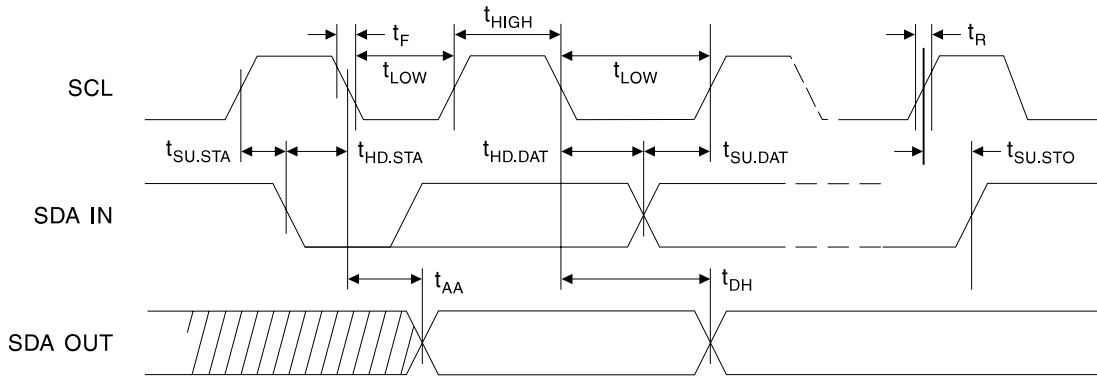 t_HIGH
t_F
t_R
t_LOW
t_LOW
SCL
t_SU.STA
t_HD.STA
t_HD.DAT
t_SU.DAT
t_SU.STO
SDA IN
t_AA
t_DH
SDA OUT